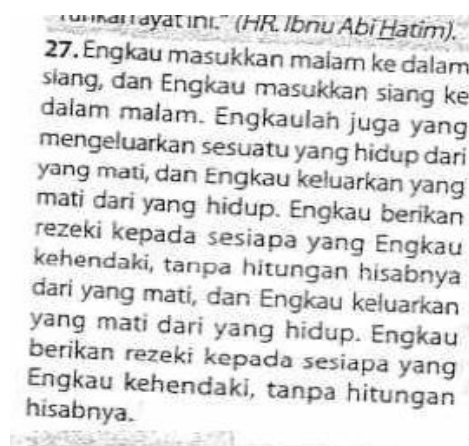 ayat ini." (HR. Ibnu Abi Hatim).
27. Engkau masukkan malam ke dalam
siang, dan Engkau masukkan siang ke
dalam malam. Engkaulah juga yang
mengeluarkan sesuatu yang hidup dari
yang mati, dan Engkau keluarkan yang
mati dari yang hidup. Engkau berikan
rezeki kepada sesiapa yang Engkau
kehendaki, tanpa hitungan hisabnya
dari yang mati, dan Engkau keluarkan
yang mati dari yang hidup. Engkau
berikan rezeki kepada sesiapa yang
Engkau kehendaki, tanpa hitungan
hisabnya.